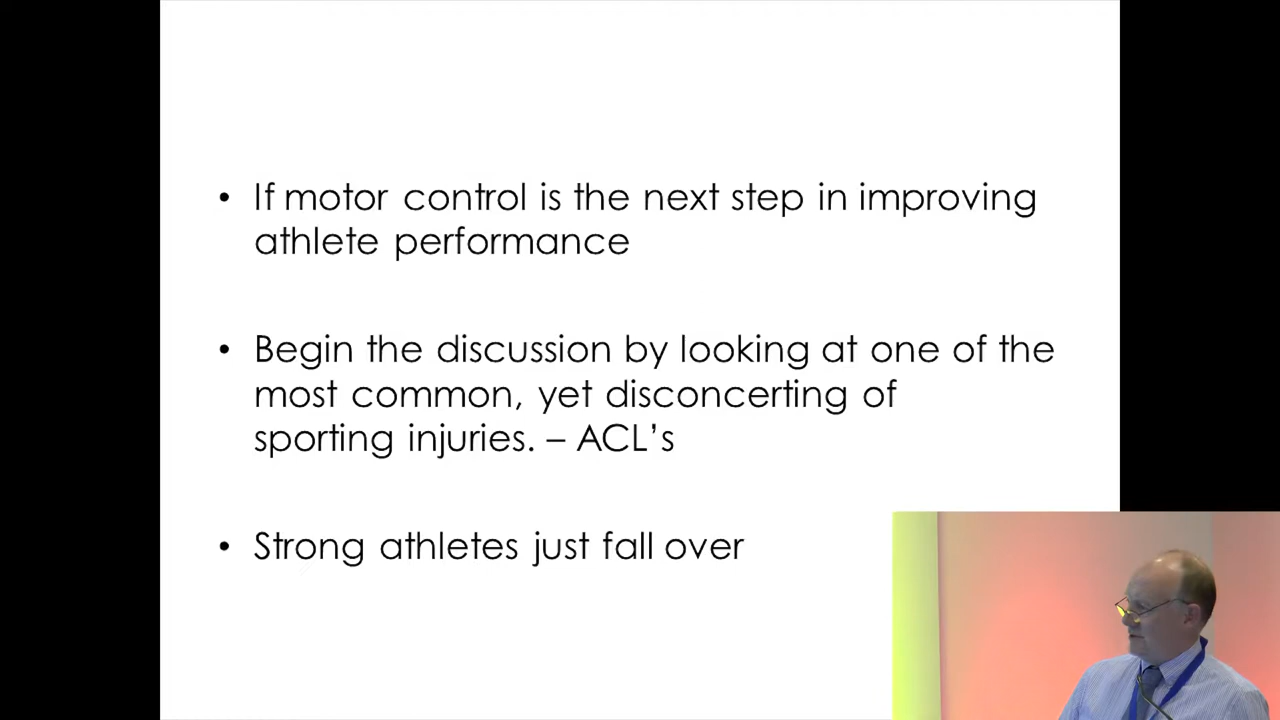 • If motor control is the next step in improving
athlete performance
• Begin the discussion by looking at one of the
most common, yet disconcerting of
sporting injuries. – ACL’s
• Strong athletes just fall over